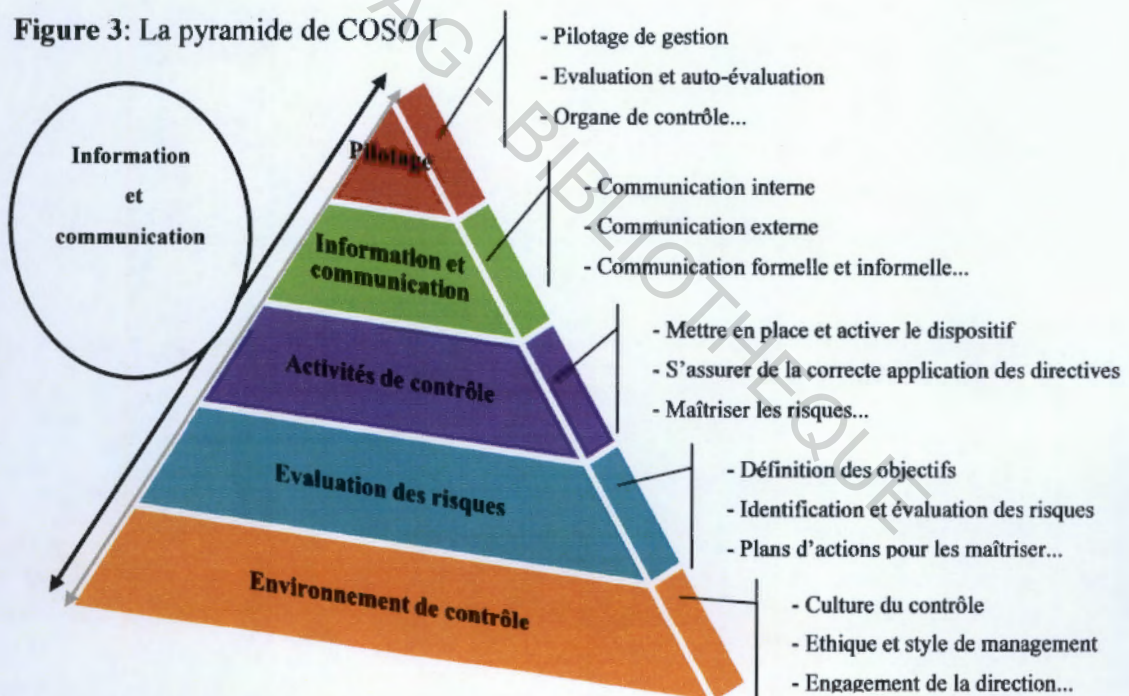 Figure 3: La pyramide de COSO I
- Pilotage de gestion
- Evaluation et auto-évaluation
- Organe de contrôle...
Information
et
communication
Pilotage
- Communication interne
- Communication externe
- Communication formelle et informelle...
Information et
communication
- Mettre en place et activer le dispositif
- S'assurer de la correcte application des directives
- Maîtriser les risques...
Activités de contrôle
- Définition des objectifs
- Identification et évaluation des risques
- Plans d'actions pour les maîtriser...
Evaluation des risques
- Culture du contrôle
- Ethique et style de management
- Engagement de la direction...
Environnement de contrôle
AG - BIBLIOTHEQUE